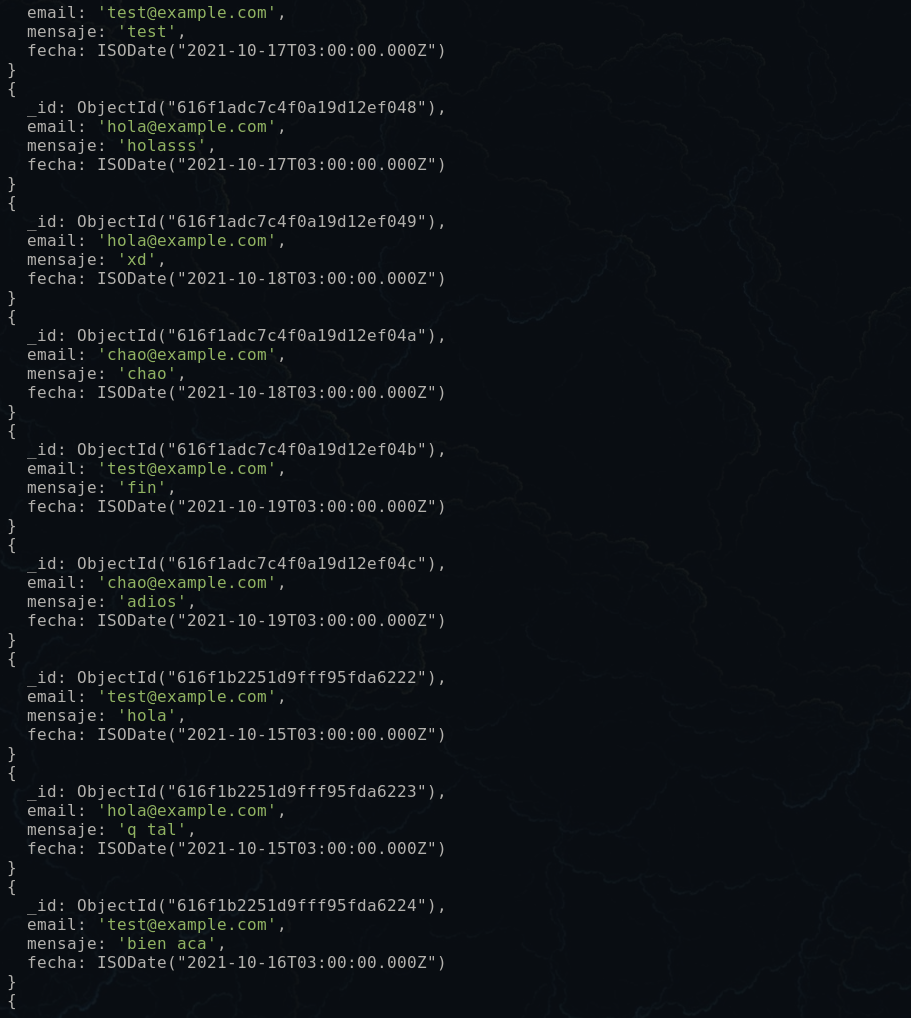 email: 'test@example.com',
  mensaje: 'test',
  fecha: ISODate("2021-10-17T03:00:00.000Z")
}
{
  _id: ObjectId("616f1adc7c4f0a19d12ef048"),
  email: 'hola@example.com',
  mensaje: 'holasss',
  fecha: ISODate("2021-10-17T03:00:00.000Z")
}
{
  _id: ObjectId("616f1adc7c4f0a19d12ef049"),
  email: 'hola@example.com',
  mensaje: 'xd',
  fecha: ISODate("2021-10-18T03:00:00.000Z")
}
{
  _id: ObjectId("616f1adc7c4f0a19d12ef04a"),
  email: 'chao@example.com',
  mensaje: 'chao',
  fecha: ISODate("2021-10-18T03:00:00.000Z")
}
{
  _id: ObjectId("616f1adc7c4f0a19d12ef04b"),
  email: 'test@example.com',
  mensaje: 'fin',
  fecha: ISODate("2021-10-19T03:00:00.000Z")
}
{
  _id: ObjectId("616f1adc7c4f0a19d12ef04c"),
  email: 'chao@example.com',
  mensaje: 'adios',
  fecha: ISODate("2021-10-19T03:00:00.000Z")
}
{
  _id: ObjectId("616f1b2251d9fff95fda6222"),
  email: 'test@example.com',
  mensaje: 'hola',
  fecha: ISODate("2021-10-15T03:00:00.000Z")
}
{
  _id: ObjectId("616f1b2251d9fff95fda6223"),
  email: 'hola@example.com',
  mensaje: 'q tal',
  fecha: ISODate("2021-10-15T03:00:00.000Z")
}
{
  _id: ObjectId("616f1b2251d9fff95fda6224"),
  email: 'test@example.com',
  mensaje: 'bien aca',
  fecha: ISODate("2021-10-16T03:00:00.000Z")
}
{